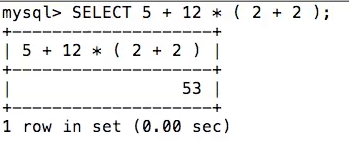 mysql> SELECT 5 + 12 * ( 2 + 2 );
+--------------------+
| 5 + 12 * ( 2 + 2 ) |
+--------------------+
|                 53 |
+--------------------+
1 row in set (0.00 sec)